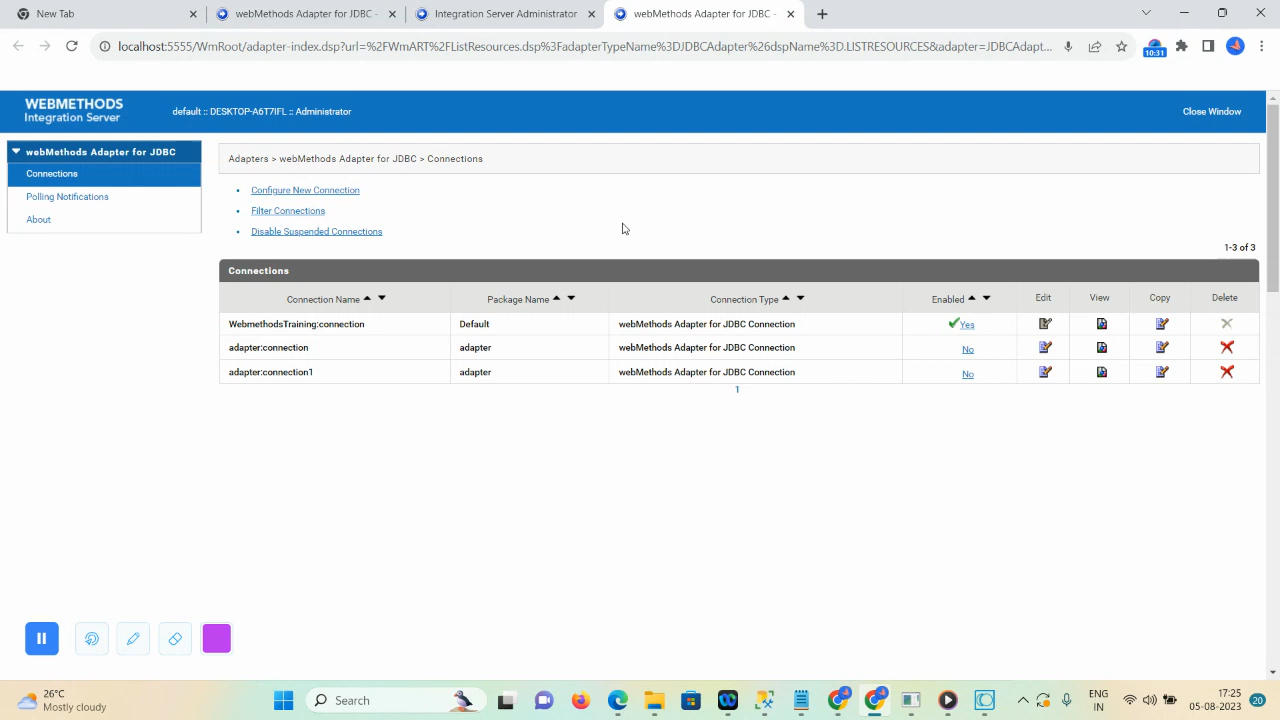 New Tab
webMethods Adapter for JDBC -
Integration Server Administrator
webMethods Adapter for JDBC -
localhost:5555/WmRoot/adapter-index.dsp?url=%2FWmART%2FListResources.dsp%3FadapterTypeName%3DJDBCAdapter%26dspName%3D.LISTRESOURCES&adapter=JDBCAdapt...
10:31
WEBMETHODS
Integration Server
default :: DESKTOP-A6T7IFL :: Administrator
Close Window
webMethods Adapter for JDBC
Connections
Polling Notifications
About
Adapters > webMethods Adapter for JDBC > Connections
Configure New Connection
Filter Connections
Disable Suspended Connections
1-3 of 3
Connections
Connection Name Package Name Connection Type Enabled Edit View Copy Delete
WebmethodsTraining:connection Default webMethods Adapter for JDBC Connection Yes
adapter:connection adapter webMethods Adapter for JDBC Connection No
adapter:connection1 adapter webMethods Adapter for JDBC Connection No
1
26°C
Mostly cloudy
Search
ENG
IN
17:23
05-08-2023
20